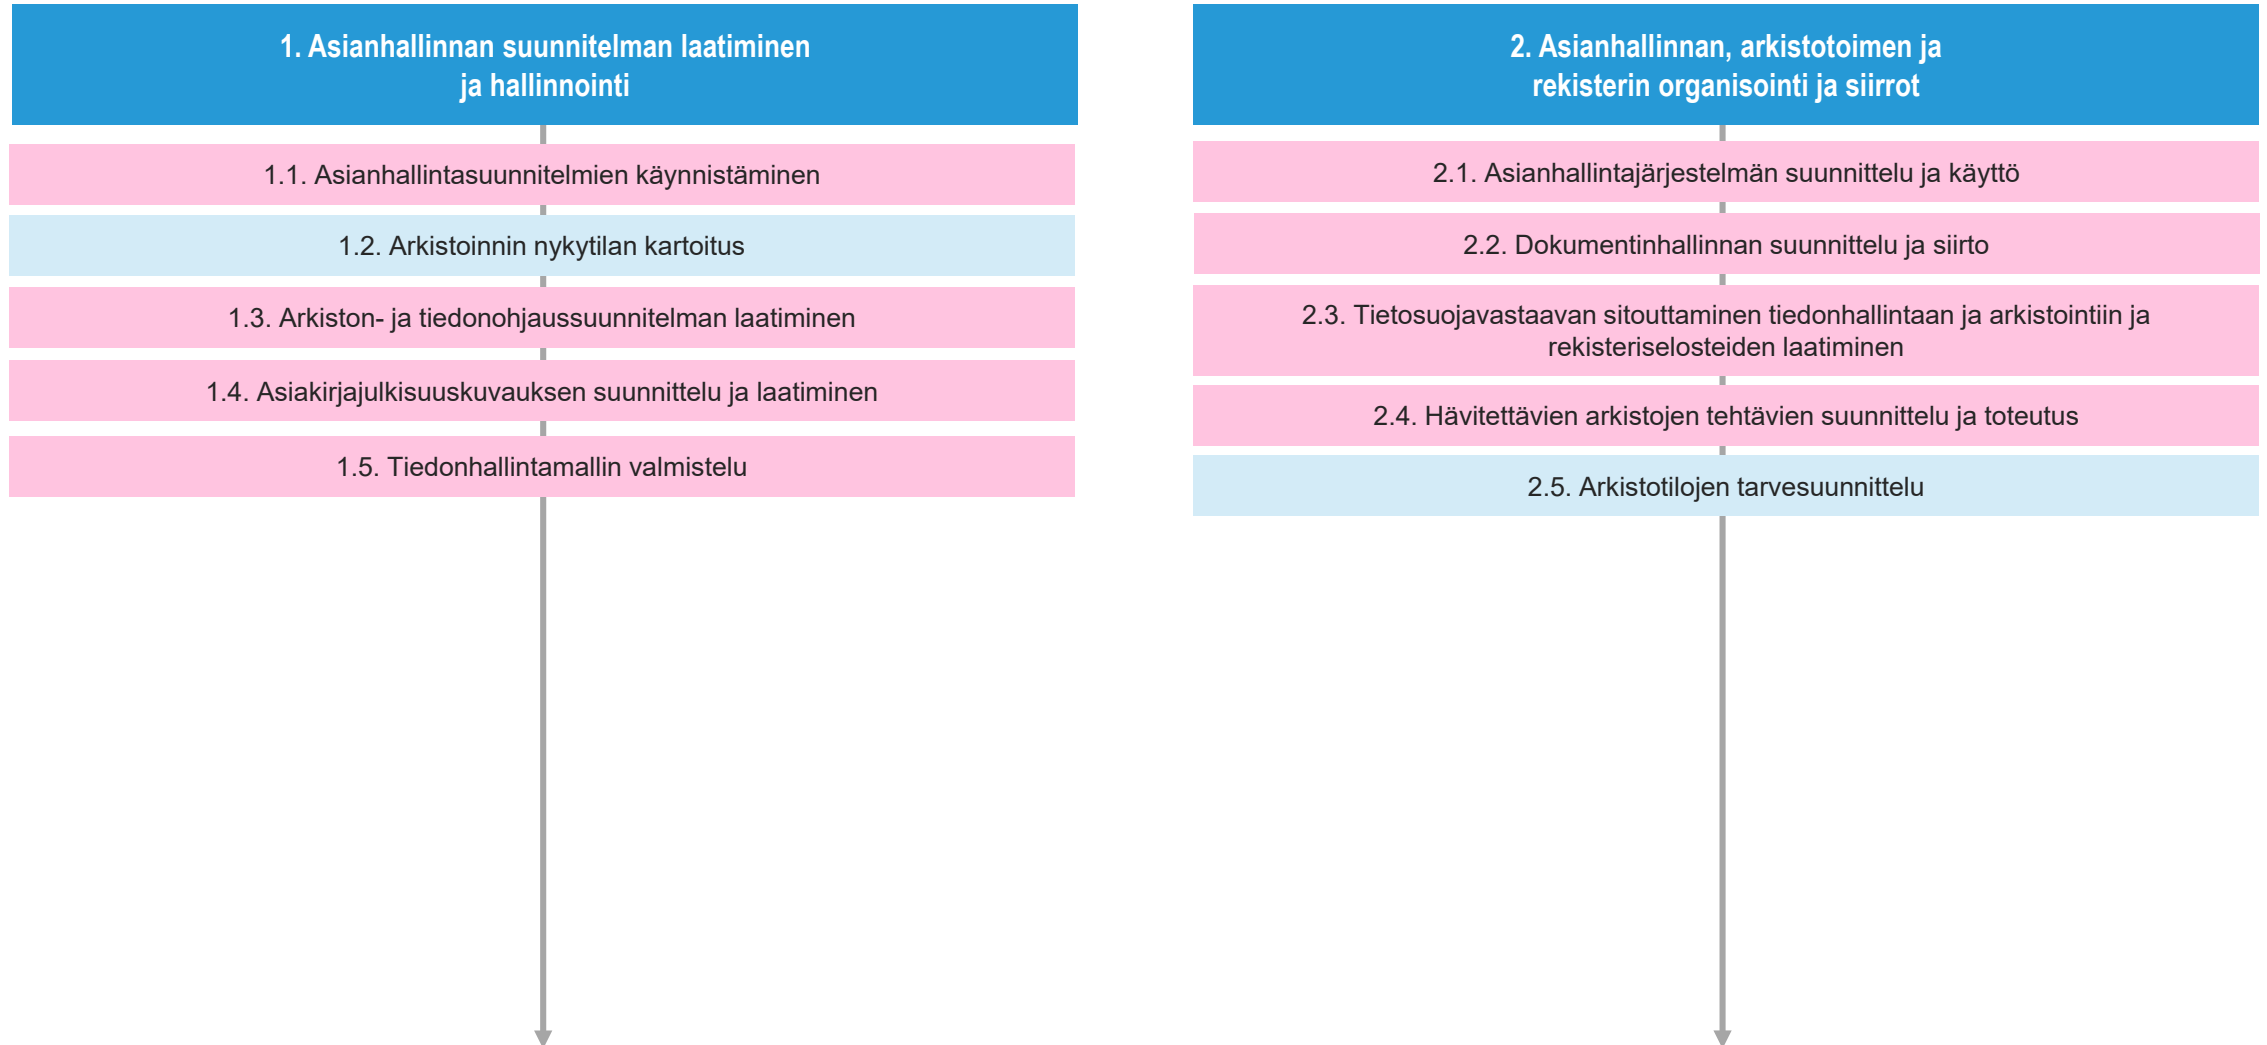 1. Asianhallinnan suunnitelman laatiminen
ja hallinnointi
1.1. Asianhallintasuunnitelmien käynnistäminen
1.2. Arkistoinnin nykytilan kartoitus
1.3. Arkiston- ja tiedonohjaussuunnitelman laatiminen
1.4. Asiakirjajulkisuuskuvauksen suunnittelu ja laatiminen
1.5. Tiedonhallintamallin valmistelu
2. Asianhallinnan, arkistotoimen ja
rekisterin organisointi ja siirrot
2.1. Asianhallintajärjestelmän suunnittelu ja käyttö
2.2. Dokumentinhallinnan suunnittelu ja siirto
2.3. Tietosuojavastaavan sitouttaminen tiedonhallintaan ja arkistointiin ja
rekisteriselosteiden laatiminen
2.4. Hävitettävien arkistojen tehtävien suunnittelu ja toteutus
2.5. Arkistotilojen tarvesuunnittelu